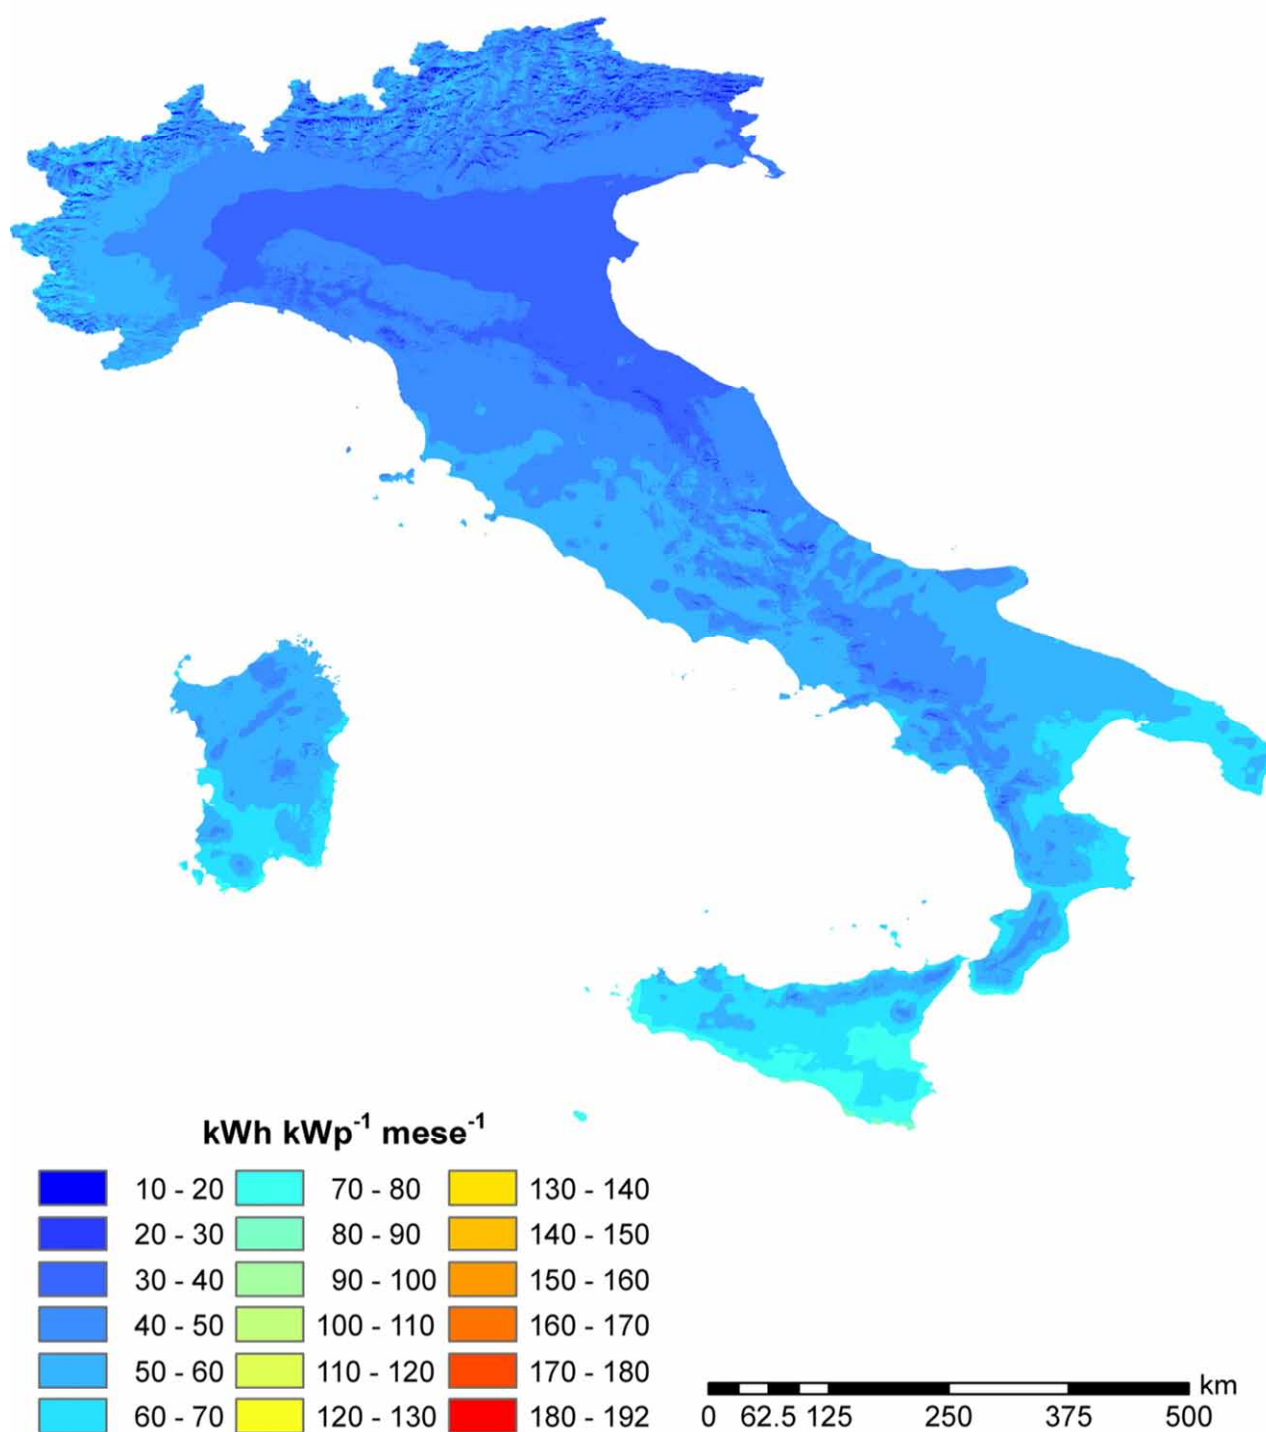 kWh kWp⁻¹ mese⁻¹
10 - 20 70 - 80 130 - 140
20 - 30 80 - 90 140 - 150
30 - 40 90 - 100 150 - 160
40 - 50 100 - 110 160 - 170
50 - 60 110 - 120 170 - 180
60 - 70 120 - 130 180 - 192
km
0 62.5 125 250 375 500